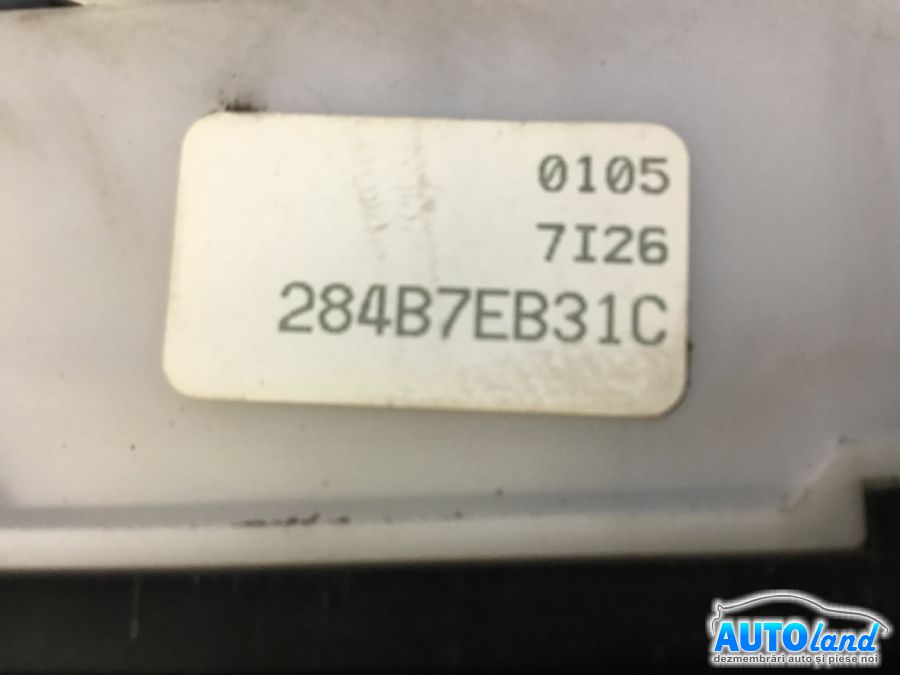 0105
7I26
284B7EB31C
AUTOland
dezmembrări auto și piese noi